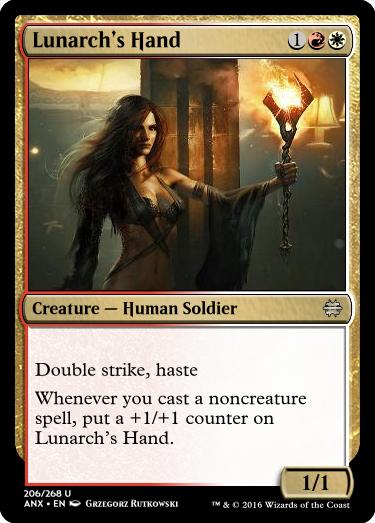 Lunarch's Hand 1
Creature — Human Soldier
Double strike, haste
Whenever you cast a noncreature
spell, put a +1/+1 counter on
Lunarch's Hand.
1/1
206/268 U
ANX • EN Grzegorz Rutkowski ™ & © 2016 Wizards of the Coast